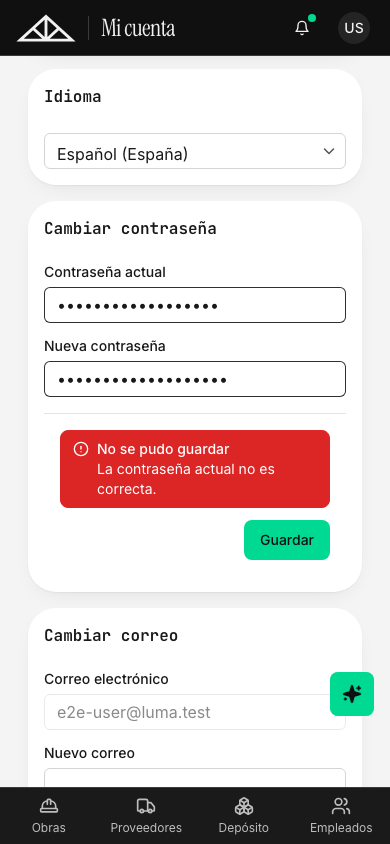 Mi cuenta
US
Idioma
Español (España)
Cambiar contraseña
Contraseña actual
••••••••••••••••••
Nueva contraseña
•••••••••••••••••••
No se pudo guardar
La contraseña actual no es
correcta.
Guardar
Cambiar correo
Correo electrónico
e2e-user@luma.test
Nuevo correo
Obras
Proveedores
Depósito
Empleados